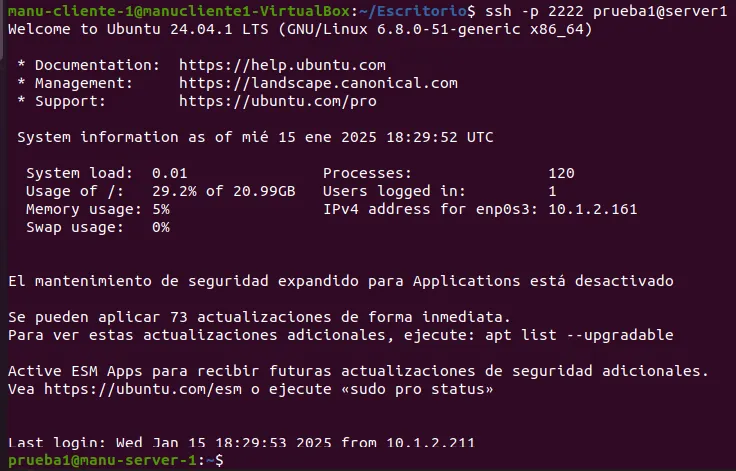 manu-cliente-1@manucliente1-VirtualBox:~/Escritorio$ ssh -p 2222 prueba1@server1
Welcome to Ubuntu 24.04.1 LTS (GNU/Linux 6.8.0-51-generic x86_64)
* Documentation: https://help.ubuntu.com
* Management: https://landscape.canonical.com
* Support: https://ubuntu.com/pro
System information as of mié 15 ene 2025 18:29:52 UTC
System load: 0.01 Processes: 120
Usage of /: 29.2% of 20.99GB Users logged in: 1
Memory usage: 5% IPv4 address for enp0s3: 10.1.2.161
Swap usage: 0%
El mantenimiento de seguridad expandido para Applications está desactivado
Se pueden aplicar 73 actualizaciones de forma inmediata.
Para ver estas actualizaciones adicionales, ejecute: apt list --upgradable
Active ESM Apps para recibir futuras actualizaciones de seguridad adicionales.
Vea https://ubuntu.com/esm o ejecute «sudo pro status»
Last login: Wed Jan 15 18:29:53 2025 from 10.1.2.211
prueba1@manu-server-1:~$